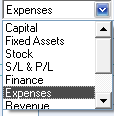 Expenses
Capital
Fixed Assets
Stock
S/L & P/L
Finance
Expenses
Revenue